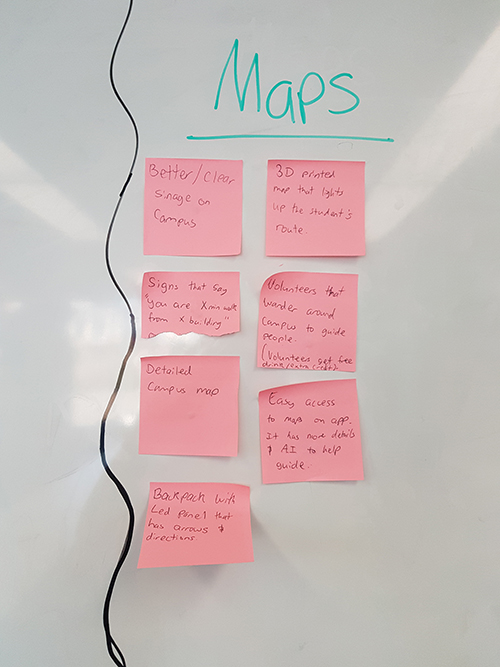 Maps
Better/clear
sinage on
Campus
3D printed
map that lights
up the student's
route.
Signs that say
"you are X min walk
from X building"
Volunteers that
wander around
Campus to guide
people.
(Volunteers get free
drink/extra credit)
Detailed
Campus map
Easy access
to maps on app.
It has more details
& AI to help
guide.
Backpack with
Led panel that
has arrows &
directions.